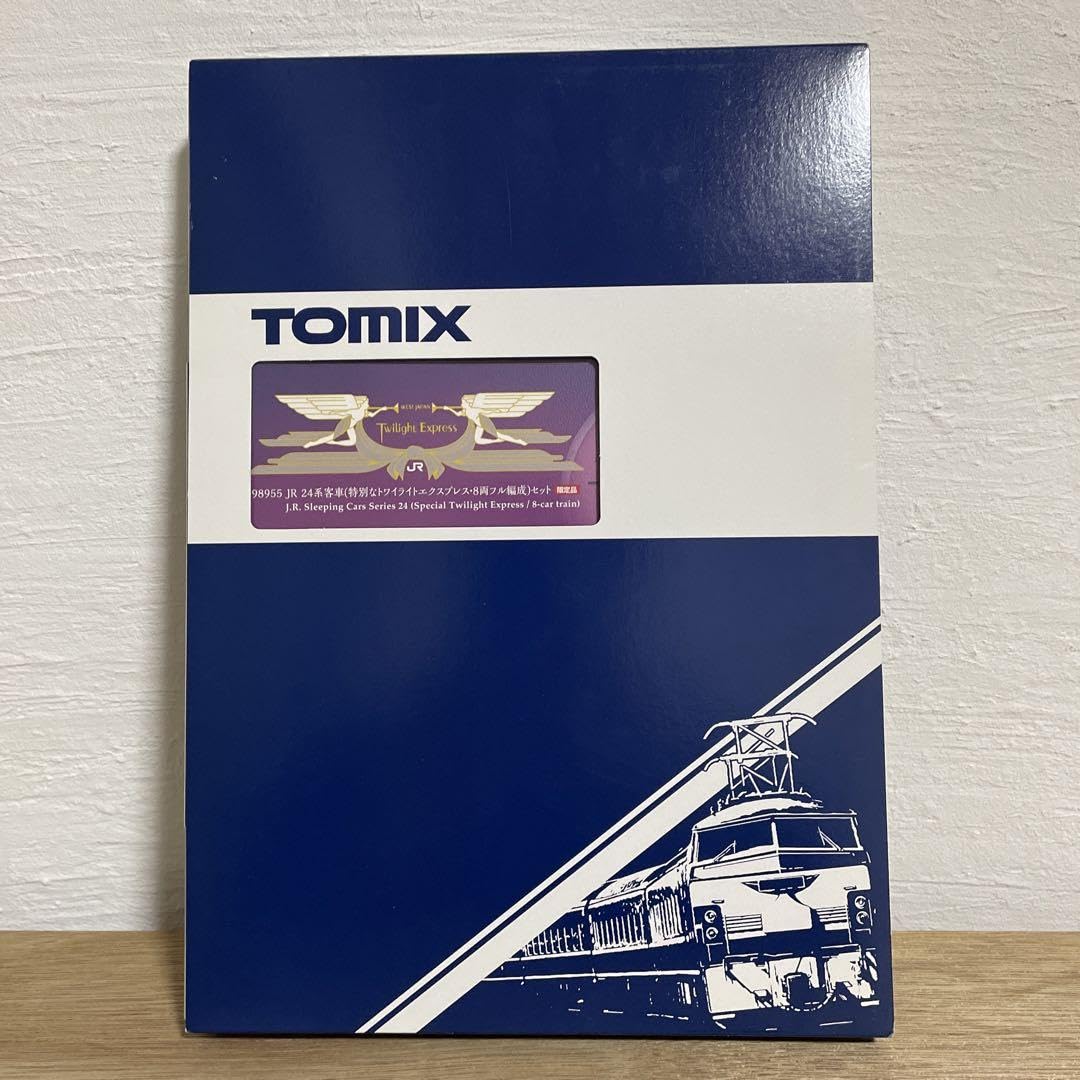 TOMIX
WEST JAPAN
Twilight Express
JR
98955 JR 24系客車(特別なトワイライトエクスプレス・8両フル編成)セット 限定品
J.R. Sleeping Cars Series 24 (Special Twilight Express / 8-car train)